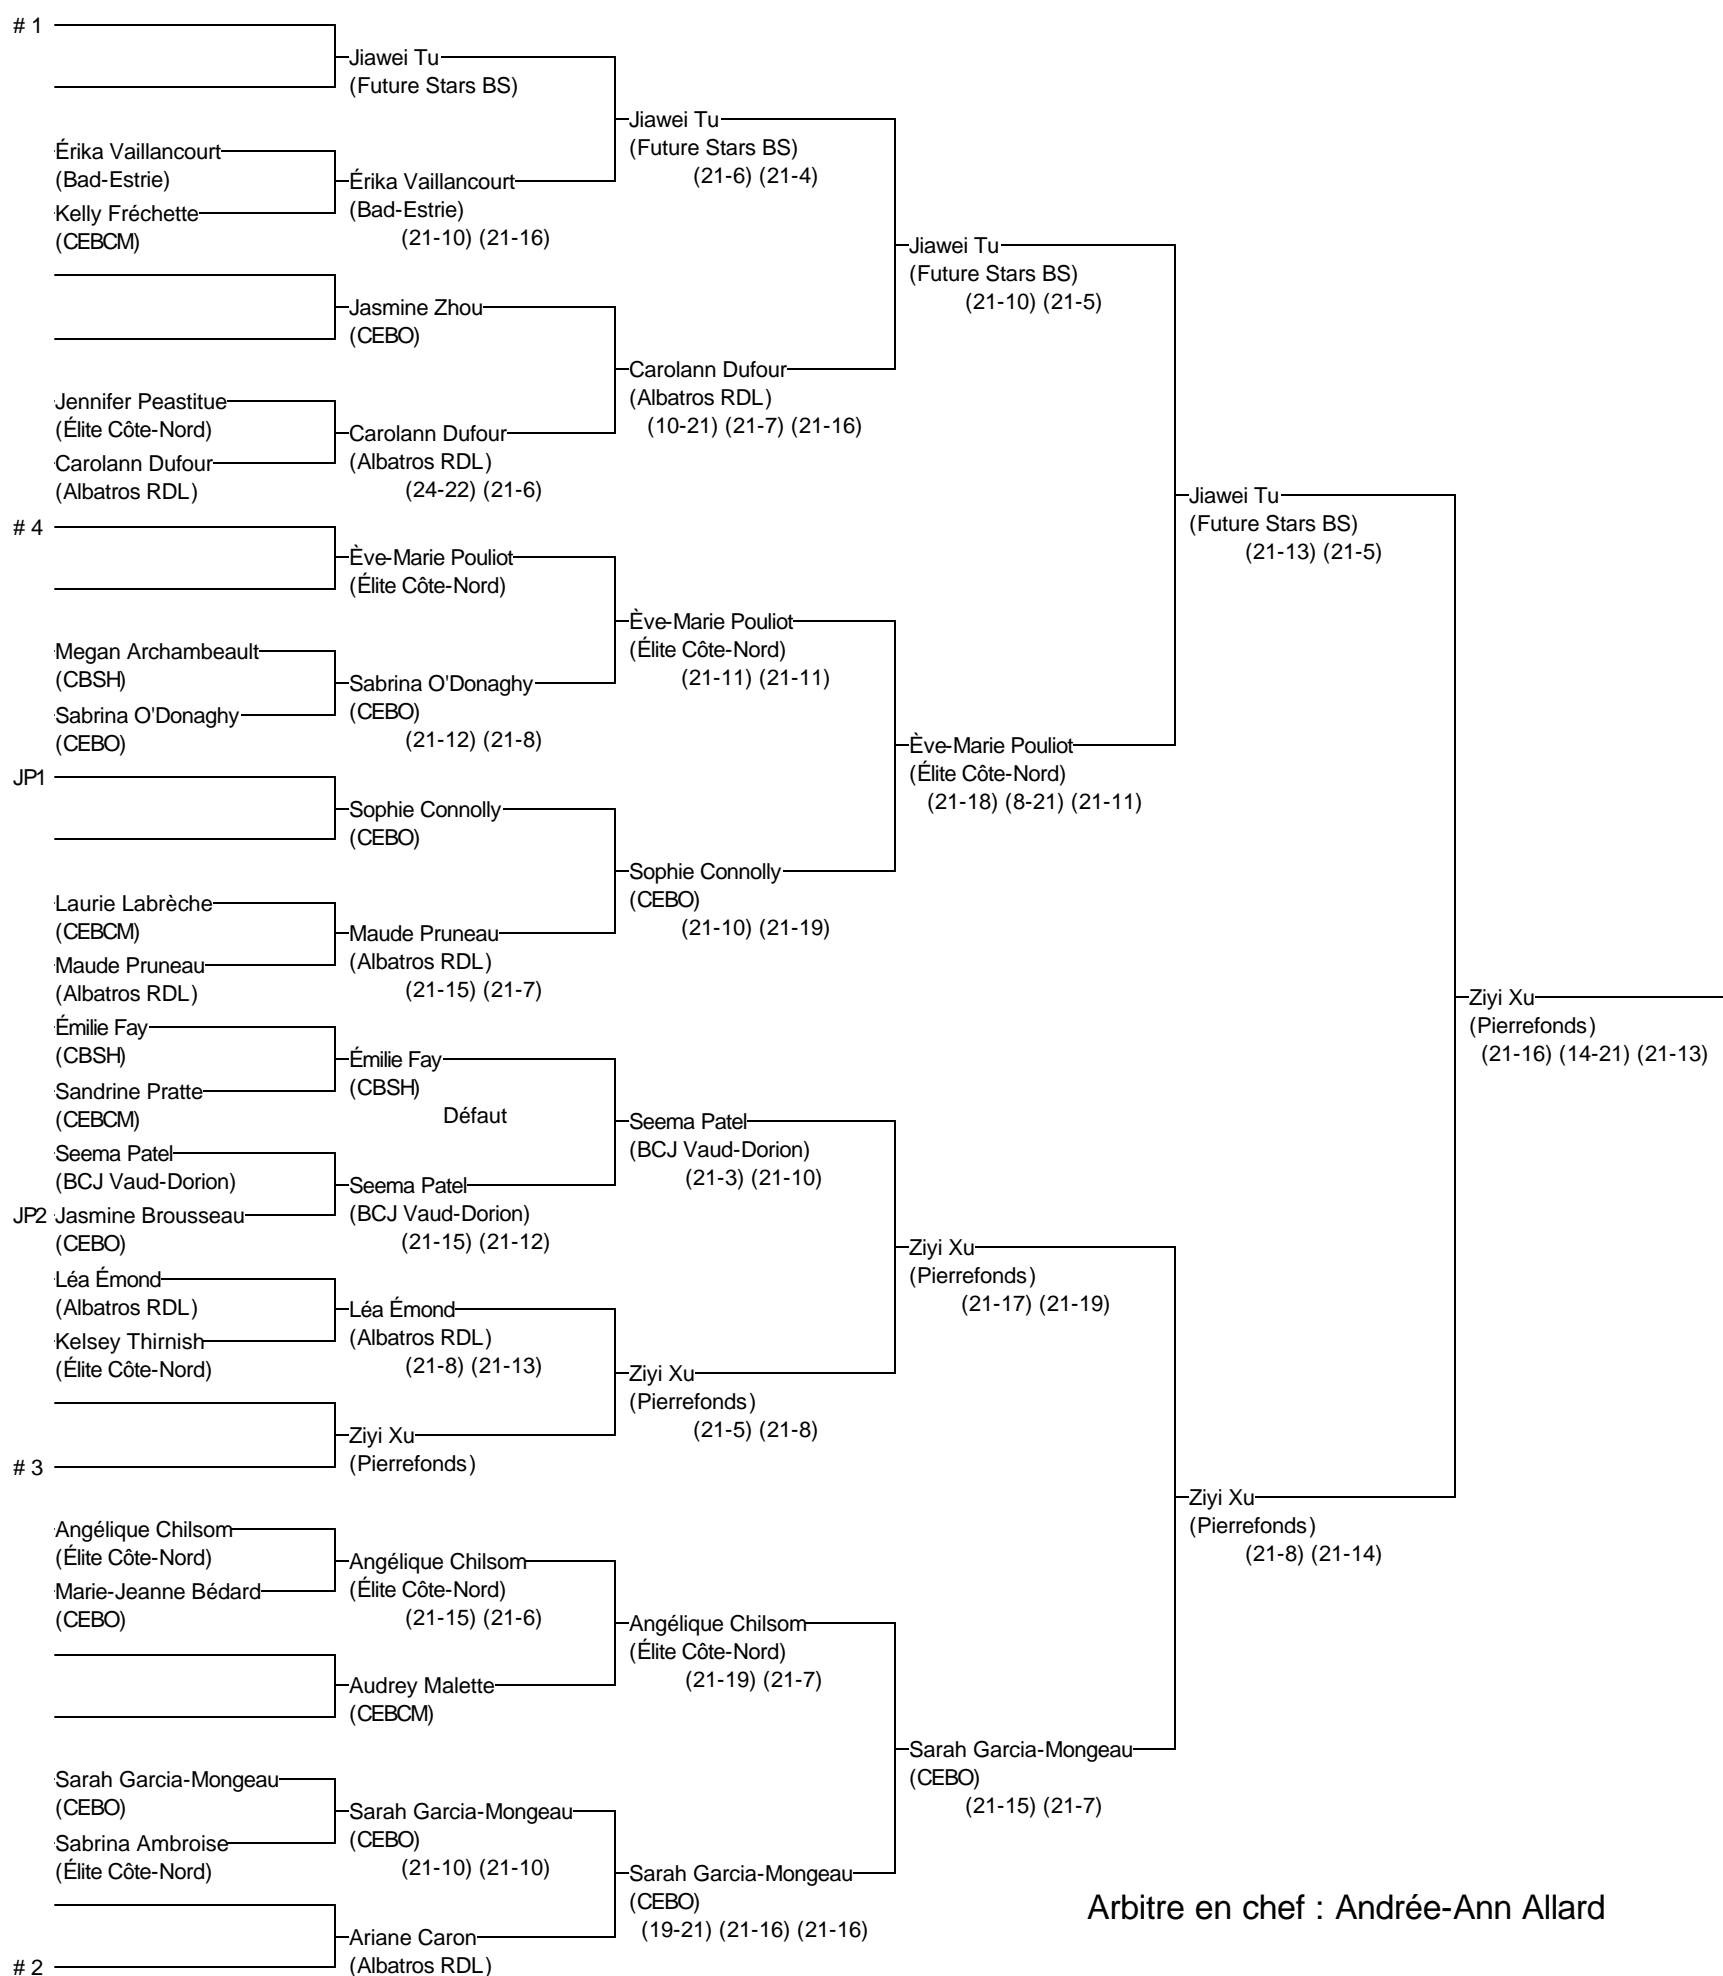 # 1
Jiawei Tu
(Future Stars BS)
Jiawei Tu
(Future Stars BS)
(21-6) (21-4)
Érika Vaillancourt
(Bad-Estrie)
Érika Vaillancourt
(Bad-Estrie)
(21-10) (21-16)
Kelly Fréchette
(CEBCM)
Jiawei Tu
(Future Stars BS)
(21-10) (21-5)
Jasmine Zhou
(CEBO)
Carolann Dufour
(Albatros RDL)
(10-21) (21-7) (21-16)
Jennifer Peastitue
(Élite Côte-Nord)
Carolann Dufour
(Albatros RDL)
(24-22) (21-6)
Carolann Dufour
(Albatros RDL)
Jiawei Tu
(Future Stars BS)
(21-13) (21-5)
# 4
Ève-Marie Pouliot
(Élite Côte-Nord)
Ève-Marie Pouliot
(Élite Côte-Nord)
(21-11) (21-11)
Megan Archambeault
(CBSH)
Sabrina O'Donaghy
(CEBO)
(21-12) (21-8)
Sabrina O'Donaghy
(CEBO)
Ève-Marie Pouliot
(Élite Côte-Nord)
(21-18) (8-21) (21-11)
JP1
Sophie Connolly
(CEBO)
Sophie Connolly
(CEBO)
(21-10) (21-19)
Laurie Labrèche
(CEBCM)
Maude Pruneau
(Albatros RDL)
(21-15) (21-7)
Maude Pruneau
(Albatros RDL)
Ziyi Xu
(Pierrefonds)
(21-16) (14-21) (21-13)
Émilie Fay
(CBSH)
Émilie Fay
(CBSH)
Défaut
Sandrine Pratte
(CEBCM)
Seema Patel
(BCJ Vaud-Dorion)
(21-3) (21-10)
Seema Patel
(BCJ Vaud-Dorion)
Seema Patel
(BCJ Vaud-Dorion)
(21-15) (21-12)
JP2 Jasmine Brousseau
(CEBO)
Ziyi Xu
(Pierrefonds)
(21-17) (21-19)
Léa Émond
(Albatros RDL)
Léa Émond
(Albatros RDL)
(21-8) (21-13)
Kelsey Thirnish
(Élite Côte-Nord)
Ziyi Xu
(Pierrefonds)
(21-5) (21-8)
Ziyi Xu
(Pierrefonds)
# 3
Ziyi Xu
(Pierrefonds)
(21-8) (21-14)
Angélique Chilsom
(Élite Côte-Nord)
Angélique Chilsom
(Élite Côte-Nord)
(21-15) (21-6)
Marie-Jeanne Bédard
(CEBO)
Angélique Chilsom
(Élite Côte-Nord)
(21-19) (21-7)
Audrey Malette
(CEBCM)
Sarah Garcia-Mongeau
(CEBO)
(21-15) (21-7)
Sarah Garcia-Mongeau
(CEBO)
Sarah Garcia-Mongeau
(CEBO)
(21-10) (21-10)
Sabrina Ambroise
(Élite Côte-Nord)
Sarah Garcia-Mongeau
(CEBO)
(19-21) (21-16) (21-16)
Ariane Caron
(Albatros RDL)
# 2
Arbitre en chef : Andrée-Ann Allard